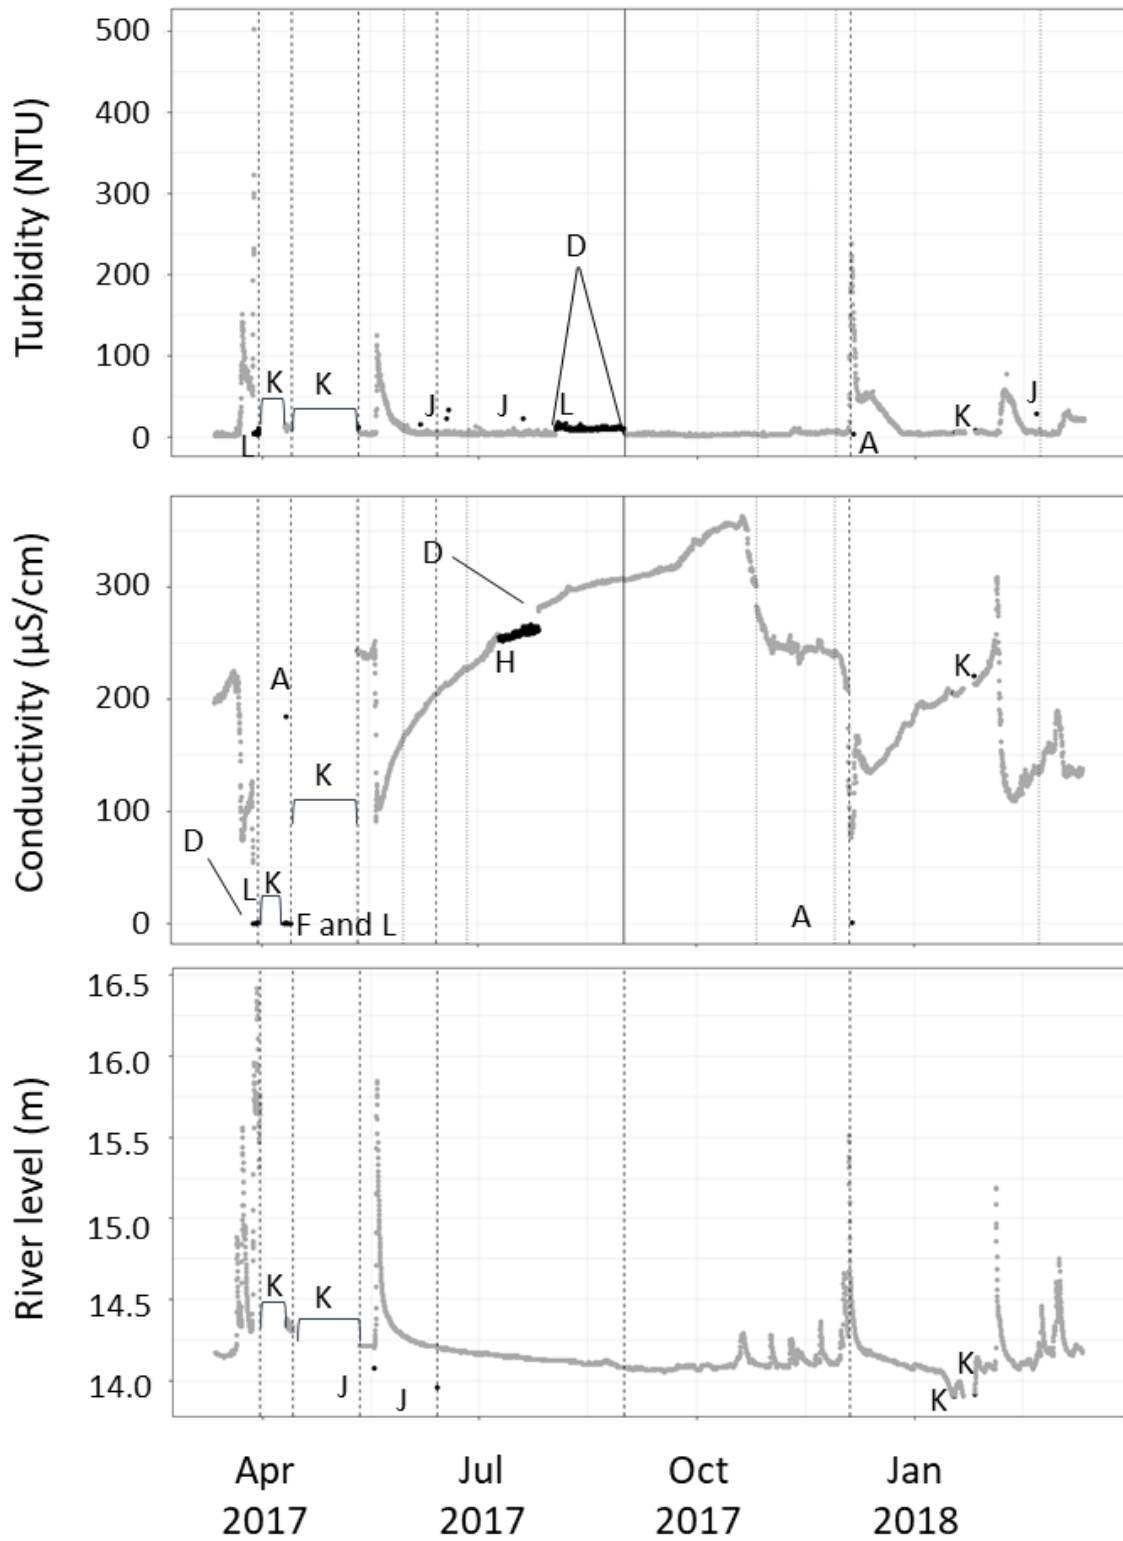 Turbidity (NTU)
500
400
300
200
100
0
K
K
L
J
J
D
L
A
K
J
Conductivity (µS/cm)
300
200
100
0
D
L
K
A
F and L
K
D
H
A
K
River level (m)
16.5
16.0
15.5
15.0
14.5
14.0
K
K
J
J
K
K
Apr
2017
Jul
2017
Oct
2017
Jan
2018